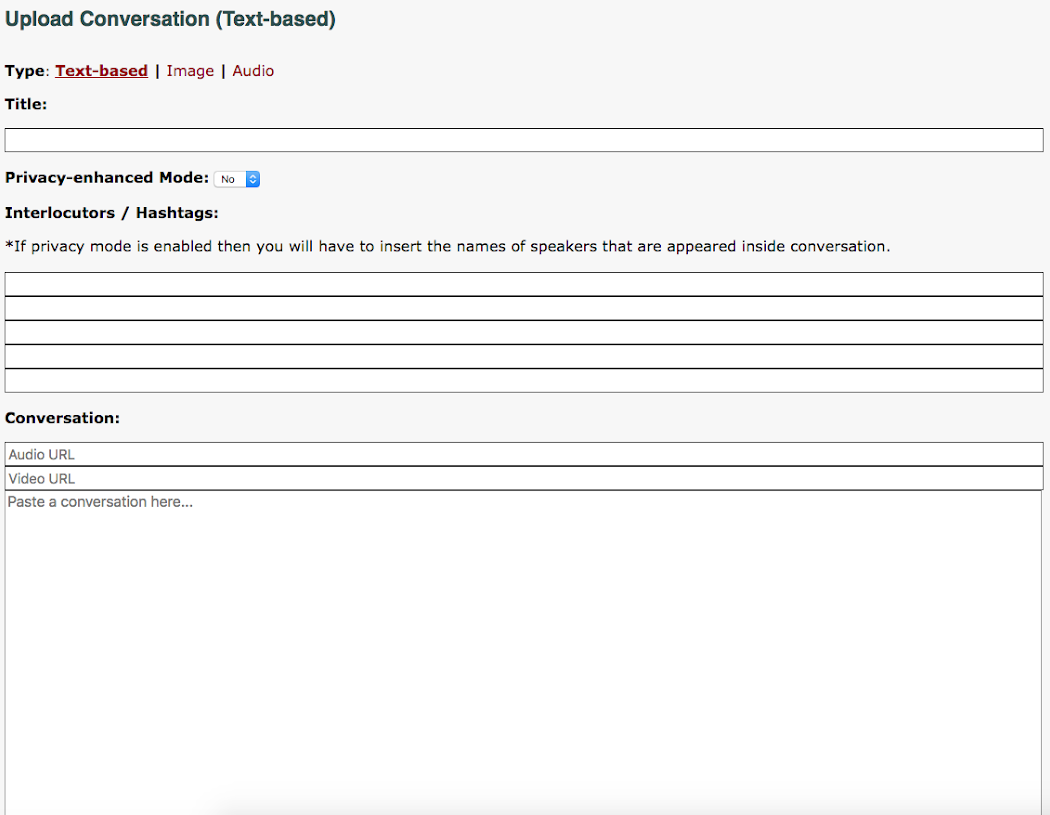 Upload Conversation (Text-based)
Type: Text-based | Image | Audio
Title:
Privacy-enhanced Mode: No
Interlocutors / Hashtags:
*If privacy mode is enabled then you will have to insert the names of speakers that are appeared inside conversation.
Conversation:
Audio URL
Video URL
Paste a conversation here...